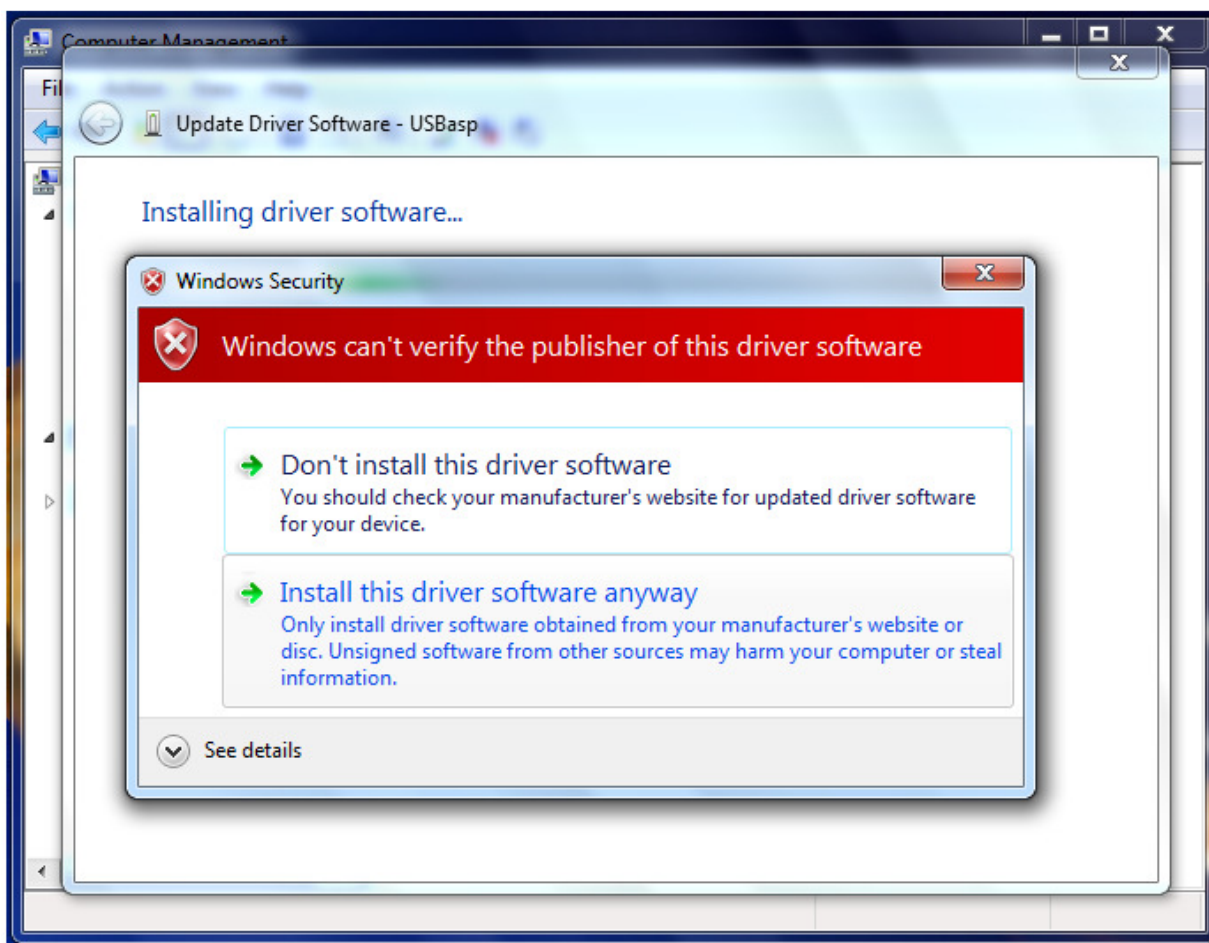 Computer Management
Fil
Update Driver Software - USBasp
Installing driver software...
Windows Security
Windows can't verify the publisher of this driver software
Don't install this driver software
You should check your manufacturer's website for updated driver software
for your device.
Install this driver software anyway
Only install driver software obtained from your manufacturer's website or
disc. Unsigned software from other sources may harm your computer or steal
information.
See details